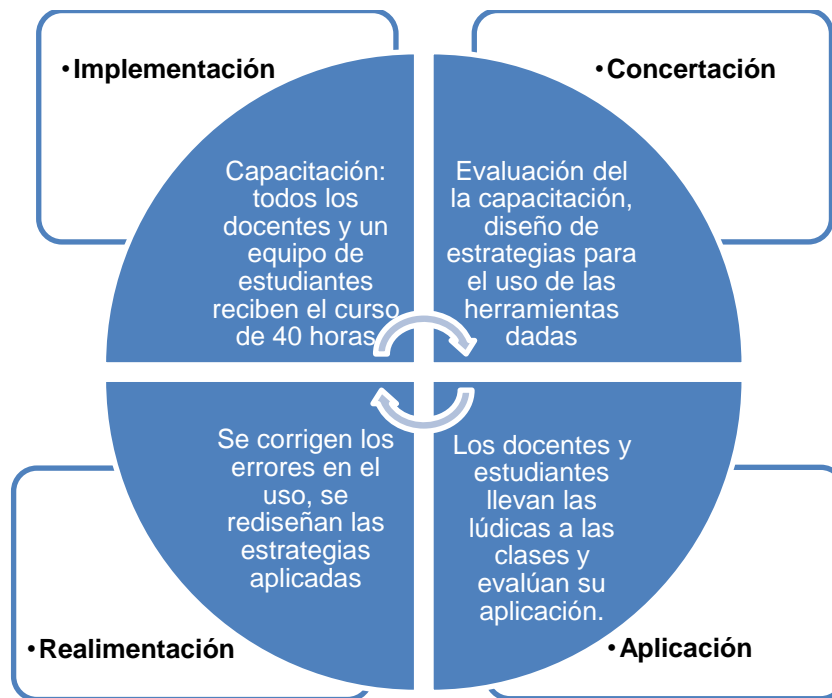 •Implementación
Capacitación:
todos los
docentes y un
equipo de
estudiantes
reciben el curso
de 40 horas
•Concertación
Evaluación del
la capacitación,
diseño de
estrategias para
el uso de las
herramientas
dadas
Se corrigen los
errores en el
uso, se
rediseñan las
estrategias
aplicadas
•Realimentación
Los docentes y
estudiantes
llevan las
lúdicas a las
clases y
evalúan su
aplicación.
•Aplicación